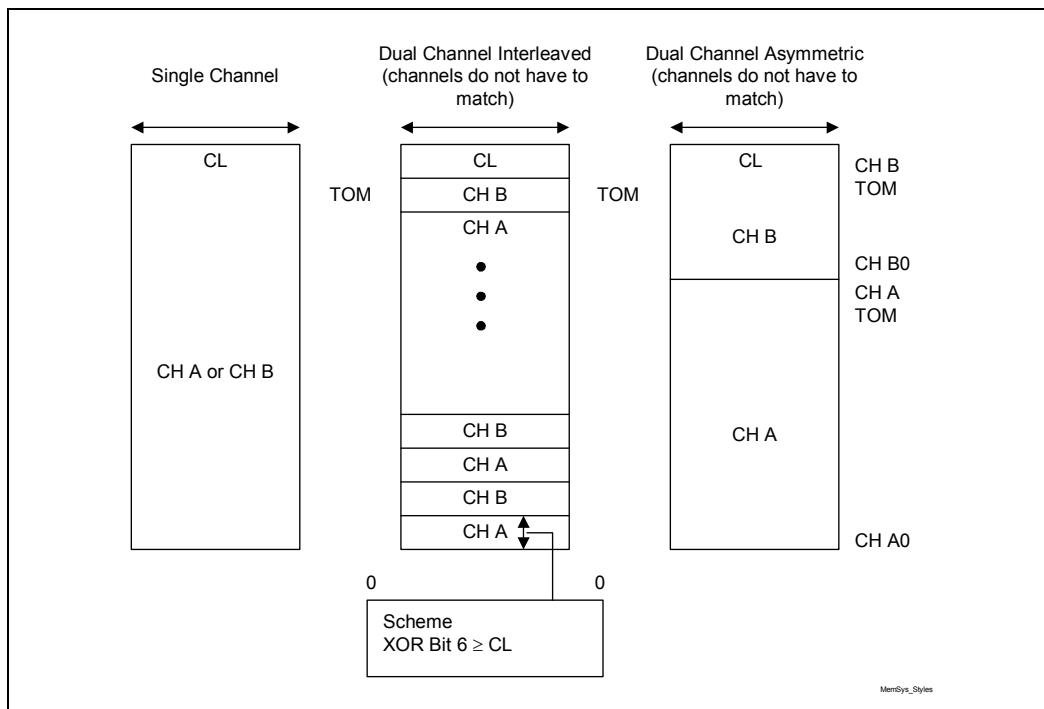 Single Channel
Dual Channel Interleaved
(channels do not have to
match)
Dual Channel Asymmetric
(channels do not have to
match)
CL
CL
CL
CH B
TOM
TOM
CH B
TOM
CH A
CH B
CH B0
CH A
TOM
CH A or CH B
CH B
CH A
CH A
CH B
CH A
CH A0
0
0
Scheme
XOR Bit 6 ≥ CL
MemSys_Styles